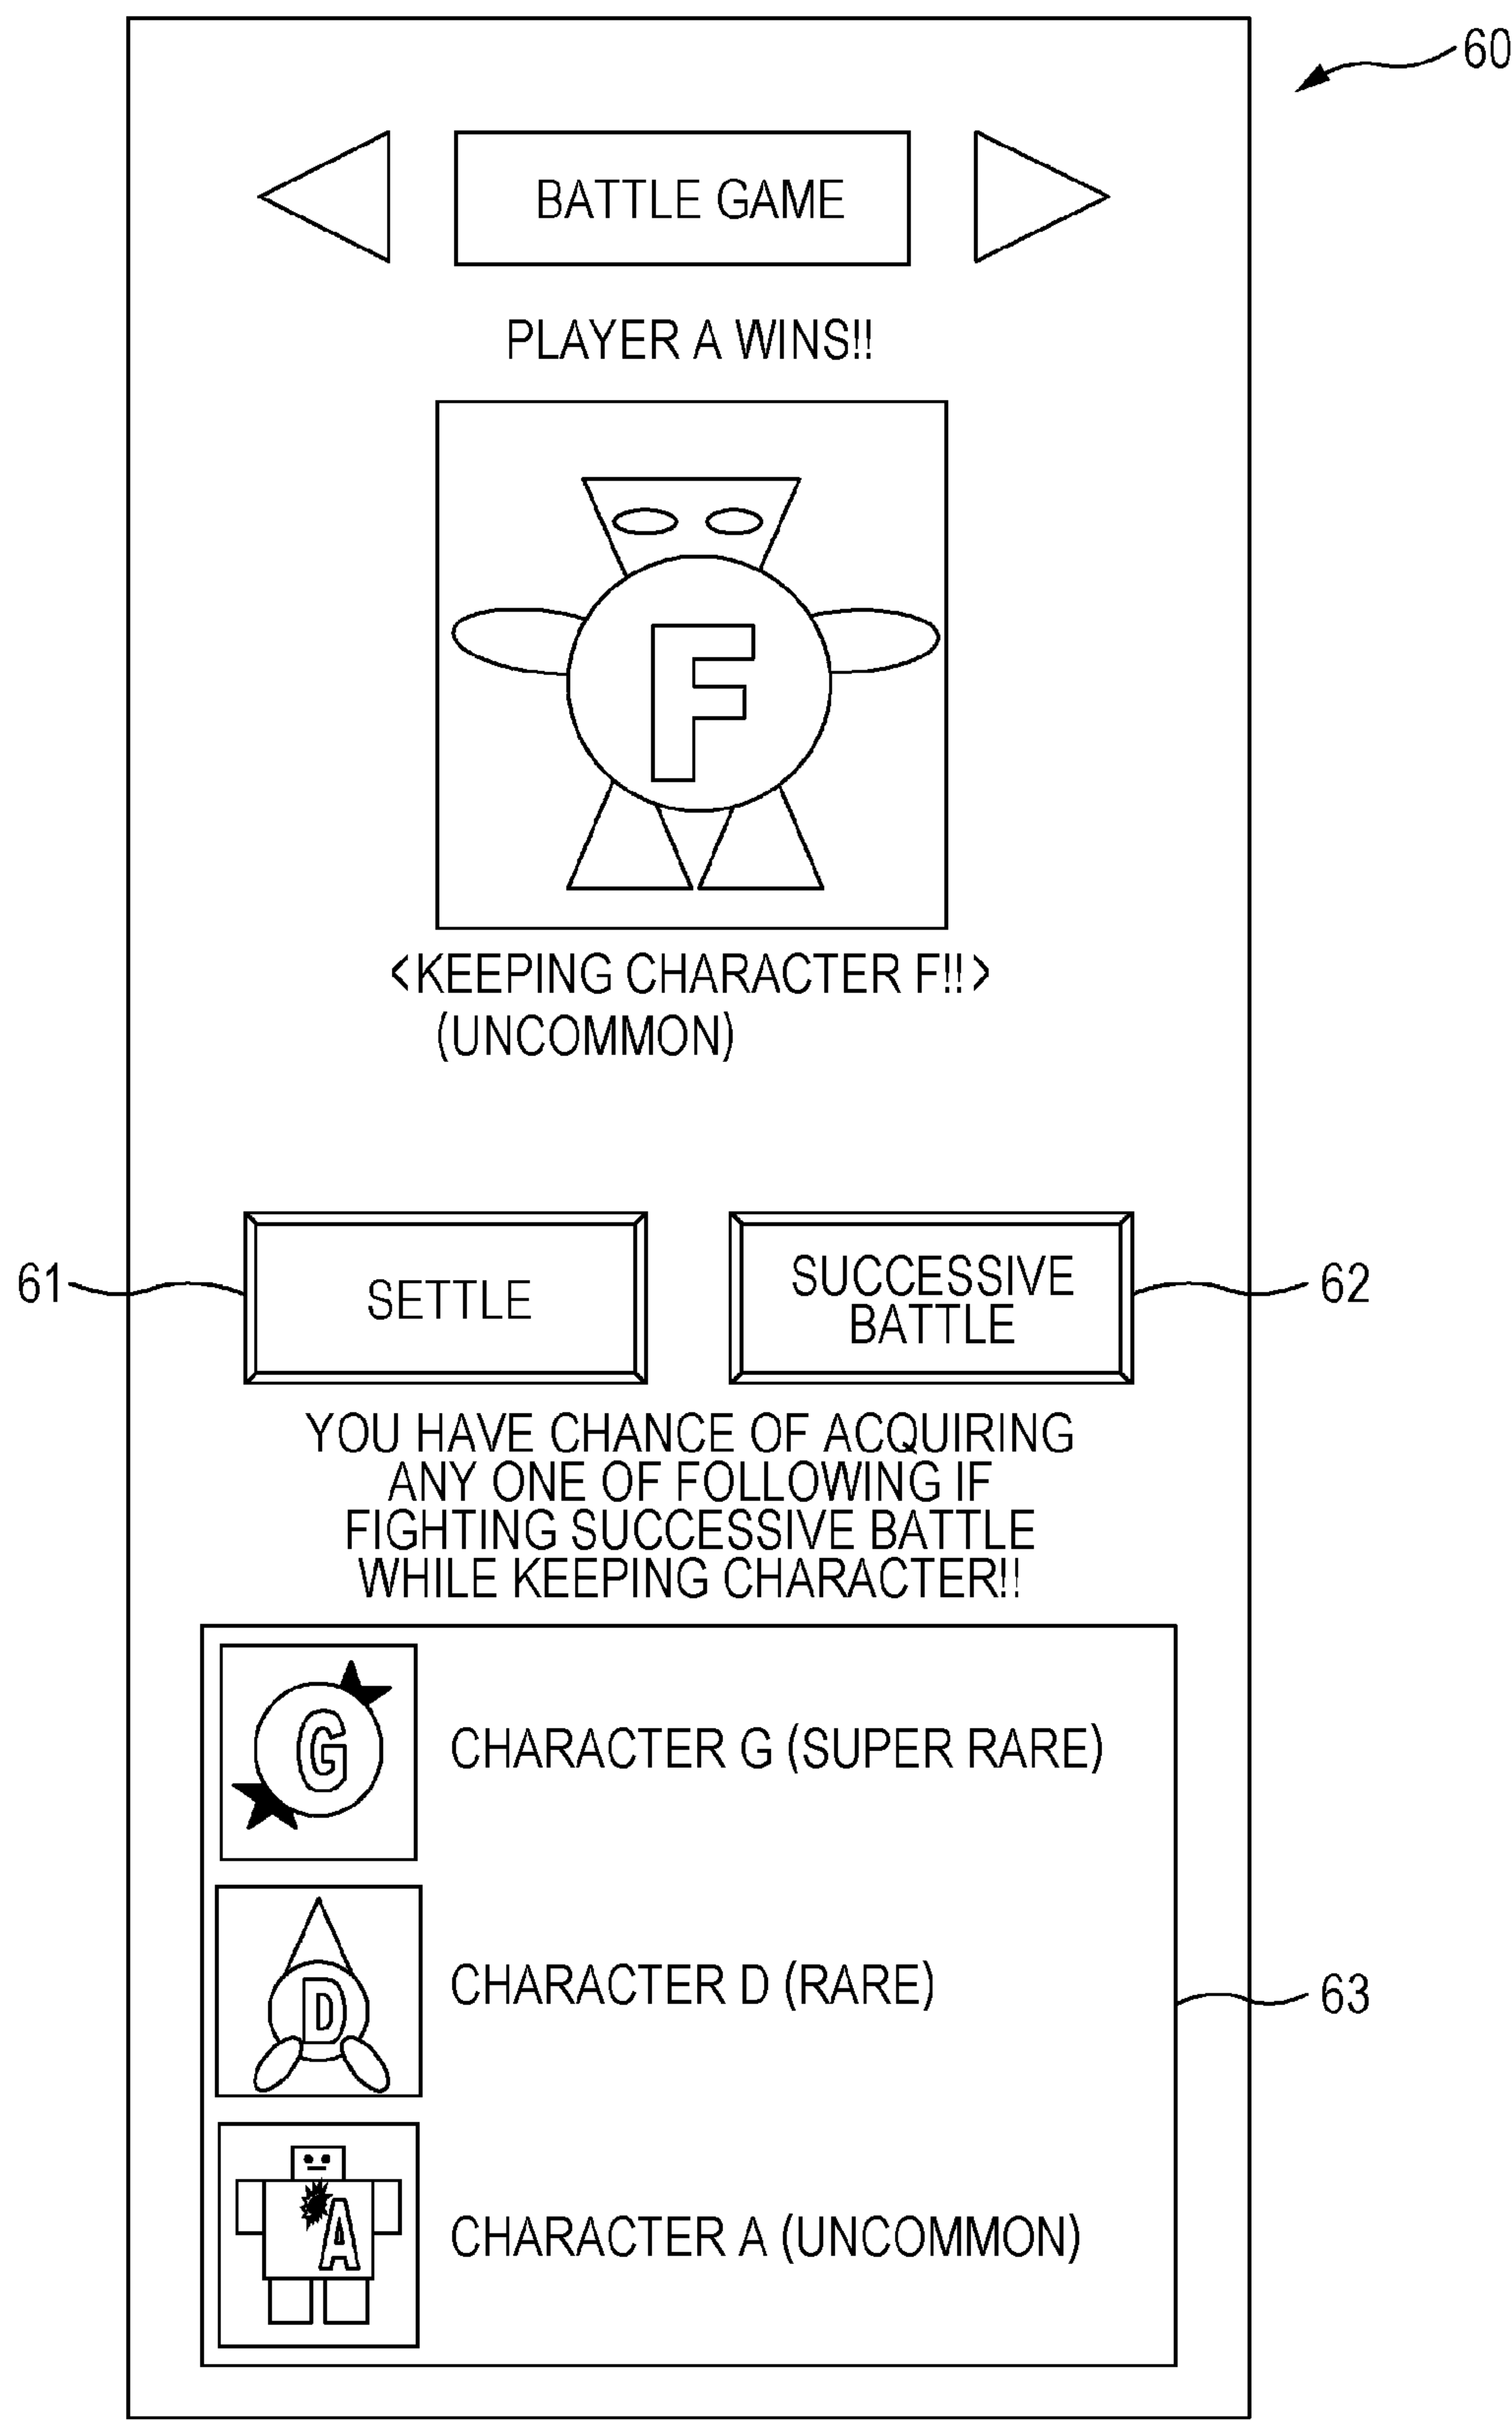 60
BATTLE GAME
PLAYER A WINS!!
F
<KEEPING CHARACTER F!!>
(UNCOMMON)
61
SETTLE
SUCCESSIVE
BATTLE
62
YOU HAVE CHANCE OF ACQUIRING
ANY ONE OF FOLLOWING IF
FIGHTING SUCCESSIVE BATTLE
WHILE KEEPING CHARACTER!!
G
CHARACTER G (SUPER RARE)
D
CHARACTER D (RARE)
63
A
CHARACTER A (UNCOMMON)